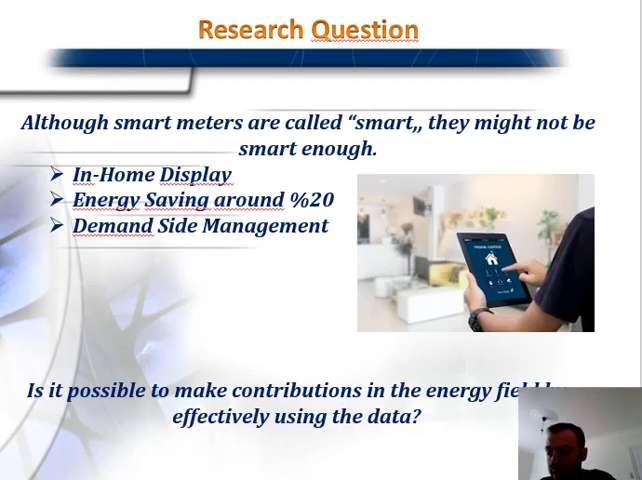 Research Question
Although smart meters are called “smart,, they might not be
smart enough.
➢ In-Home Display
➢ Energy Saving around %20
➢ Demand Side Management
Is it possible to make contributions in the energy field
effectively using the data?